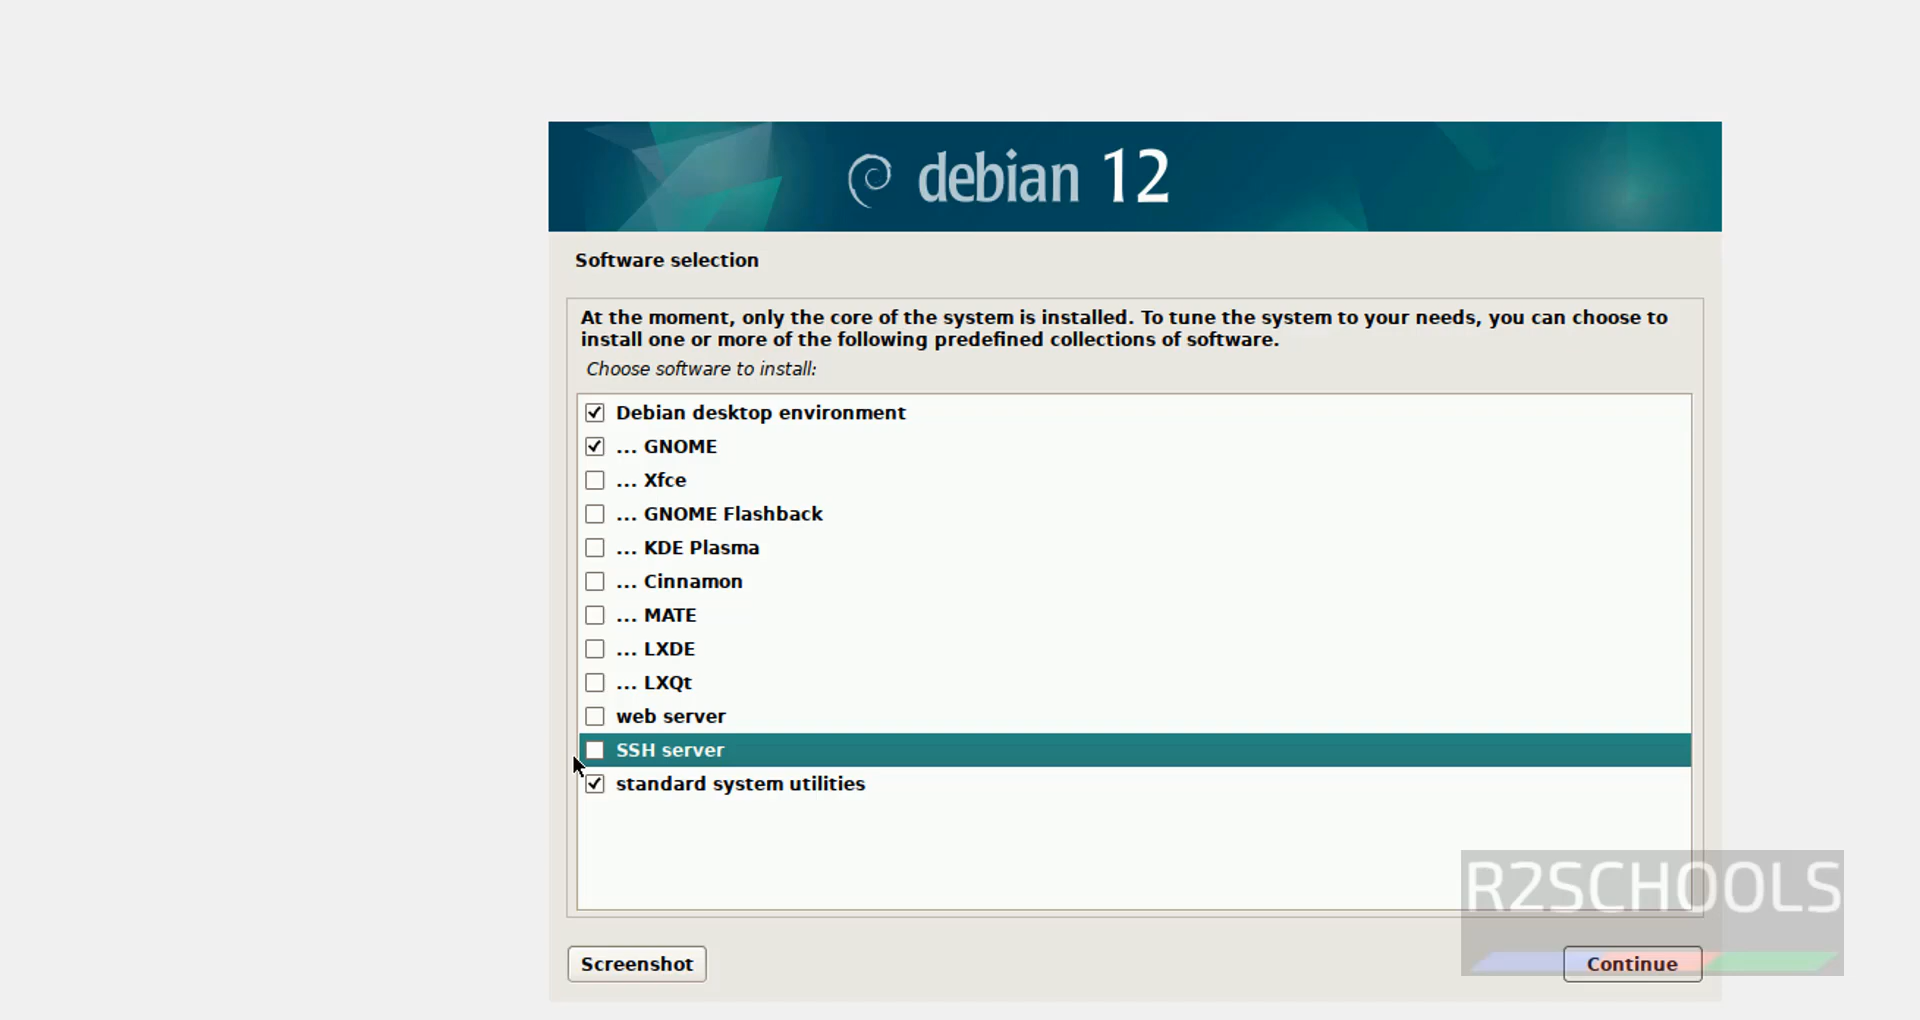 debian 12
Software selection
At the moment, only the core of the system is installed. To tune the system to your needs, you can choose to
install one or more of the following predefined collections of software.
Choose software to install:
Debian desktop environment
... GNOME
... Xfce
... GNOME Flashback
... KDE Plasma
... Cinnamon
... MATE
... LXDE
... LXQt
web server
SSH server
standard system utilities
R2SCHOOLS
Screenshot
Continue